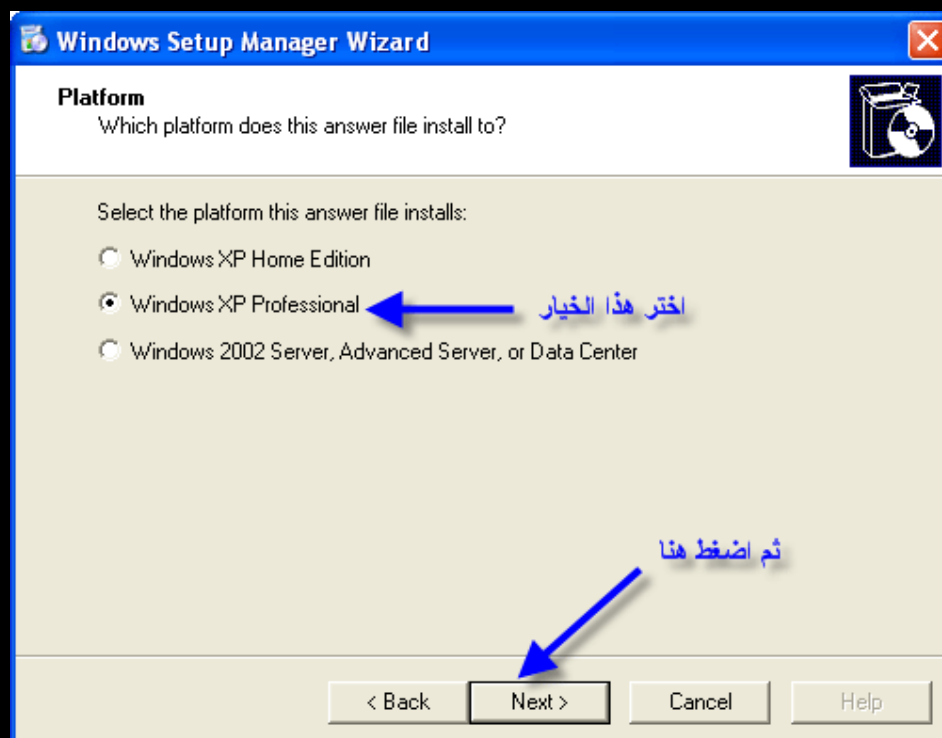 Windows Setup Manager Wizard
Platform
Which platform does this answer file install to?
Select the platform this answer file installs:
Windows XP Home Edition
Windows XP Professional
اختر هذا الخيار
Windows 2002 Server, Advanced Server, or Data Center
ثم اضغط هنا
< Back
Next >
Cancel
Help